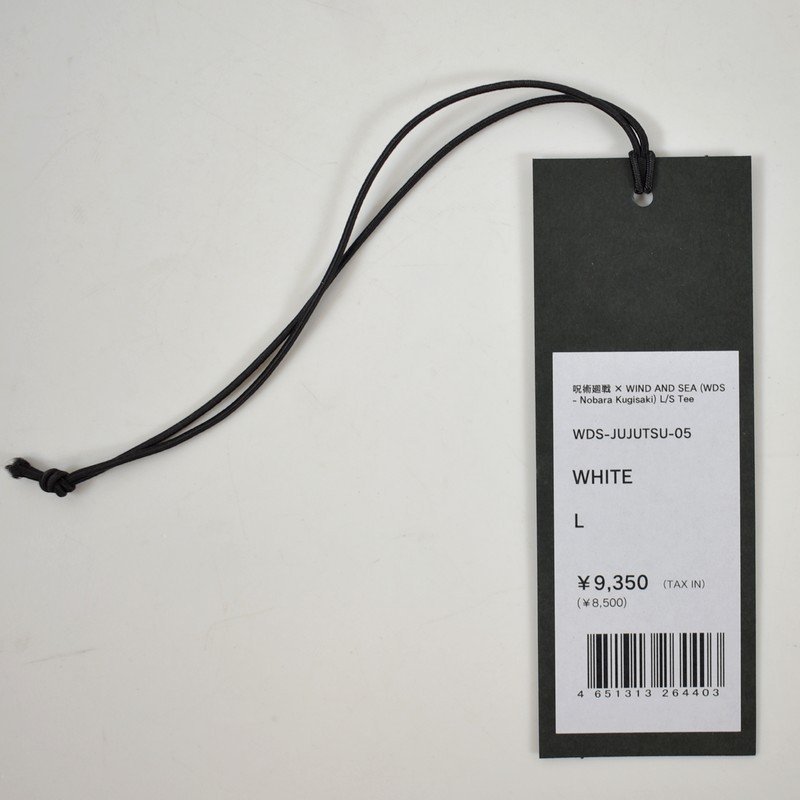 呪術廻戦 × WIND AND SEA (WDS
- Nobara Kugisaki) L/S Tee
WDS-JUJUTSU-05
WHITE
L
¥9,350 (TAX IN)
(¥8,500)
4 651313 264403